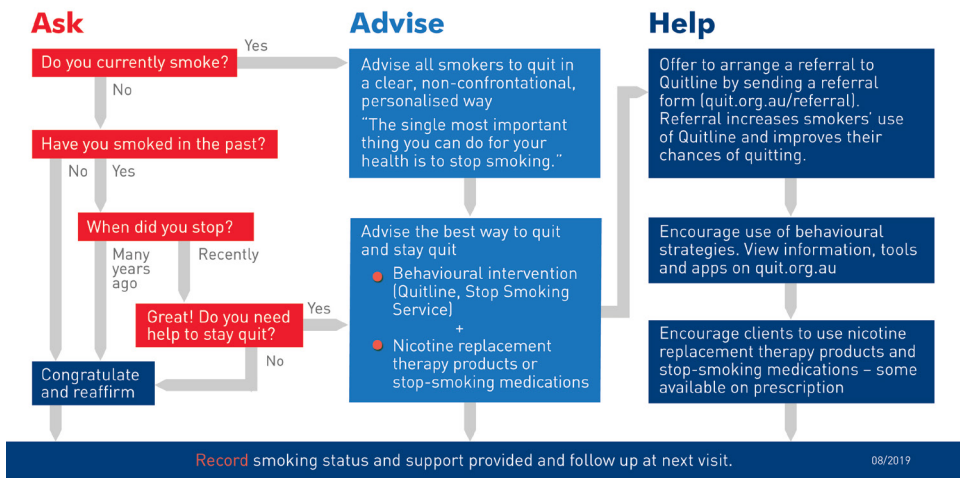 Ask
Do you currently smoke?
Yes
No
Have you smoked in the past?
No
Yes
When did you stop?
Many
years
ago
Recently
Great! Do you need
help to stay quit?
Yes
No
Congratulate
and reaffirm
Advise
Advise all smokers to quit in
a clear, non-confrontational,
personalised way
“The single most important
thing you can do for your
health is to stop smoking.”
Advise the best way to quit
and stay quit
Behavioural intervention
(Quitline, Stop Smoking
Service)
+
Nicotine replacement
therapy products or
stop-smoking medications
Help
Offer to arrange a referral to
Quitline by sending a referral
form (quit.org.au/referral).
Referral increases smokers’ use
of Quitline and improves their
chances of quitting.
Encourage use of behavioural
strategies. View information, tools
and apps on quit.org.au
Encourage clients to use nicotine
replacement therapy products and
stop-smoking medications – some
available on prescription
Record smoking status and support provided and follow up at next visit.
08/2019